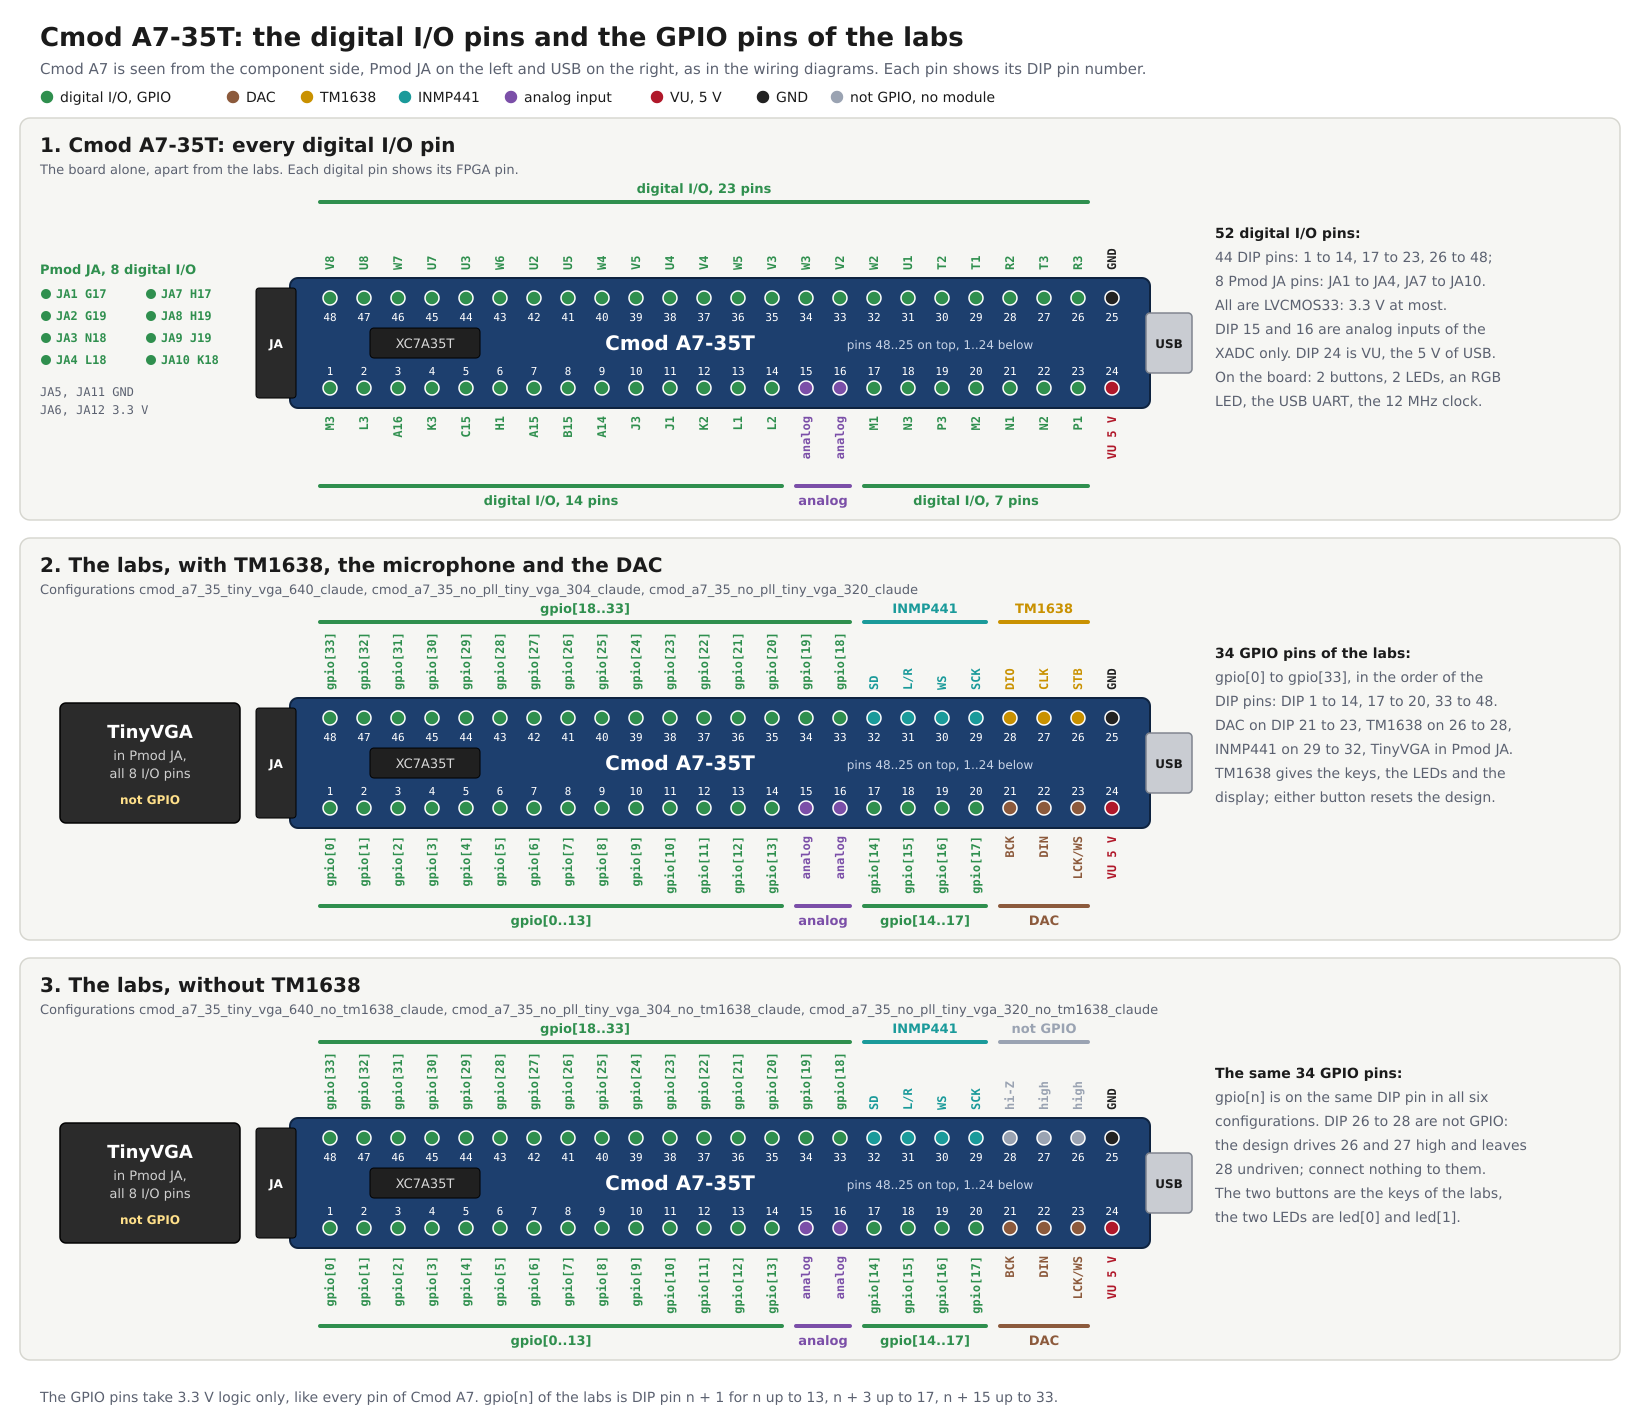 Cmod A7-35T: the digital I/O pins and the GPIO pins of the labs
Cmod A7 is seen from the component side, Pmod JA on the left and USB on the right, as in the wiring diagrams. Each pin shows its DIP pin number.
digital I/O, GPIO DAC TM1638 INMP441 analog input VU, 5 V GND not GPIO, no module
1. Cmod A7-35T: every digital I/O pin
The board alone, apart from the labs. Each digital pin shows its FPGA pin.
digital I/O, 23 pins
V8 U8 W7 U7 U3 W6 U2 U5 W4 V5 U4 V4 W5 V3 W3 V2 W2 U1 T2 T1 R2 T3 R3 GND
Pmod JA, 8 digital I/O
JA1 G17 JA7 H17
JA2 G19 JA8 H19
JA3 N18 JA9 J19
JA4 L18 JA10 K18
JA5, JA11 GND
JA6, JA12 3.3 V
48 47 46 45 44 43 42 41 40 39 38 37 36 35 34 33 32 31 30 29 28 27 26 25
JA XC7A35T Cmod A7-35T pins 48..25 on top, 1..24 below USB
1 2 3 4 5 6 7 8 9 10 11 12 13 14 15 16 17 18 19 20 21 22 23 24
M3 L3 A16 K3 C15 H1 A15 B15 A14 J3 J1 K2 L1 L2 analog analog M1 N3 P3 M2 N1 N2 P1 VU 5 V
digital I/O, 14 pins analog digital I/O, 7 pins
52 digital I/O pins:
44 DIP pins: 1 to 14, 17 to 23, 26 to 48;
8 Pmod JA pins: JA1 to JA4, JA7 to JA10.
All are LVCMOS33: 3.3 V at most.
DIP 15 and 16 are analog inputs of the
XADC only. DIP 24 is VU, the 5 V of USB.
On the board: 2 buttons, 2 LEDs, an RGB
LED, the USB UART, the 12 MHz clock.
2. The labs, with TM1638, the microphone and the DAC
Configurations cmod_a7_35_tiny_vga_640_claude, cmod_a7_35_no_pll_tiny_vga_304_claude, cmod_a7_35_no_pll_tiny_vga_320_claude
gpio[18..33] INMP441 TM1638
gpio[33] gpio[32] gpio[31] gpio[30] gpio[29] gpio[28] gpio[27] gpio[26] gpio[25] gpio[24] gpio[23] gpio[22] gpio[21] gpio[20] gpio[19] gpio[18] SD L/R WS SCK DIO CLK STB GND
TinyVGA
in Pmod JA,
all 8 I/O pins
not GPIO
48 47 46 45 44 43 42 41 40 39 38 37 36 35 34 33 32 31 30 29 28 27 26 25
JA XC7A35T Cmod A7-35T pins 48..25 on top, 1..24 below USB
1 2 3 4 5 6 7 8 9 10 11 12 13 14 15 16 17 18 19 20 21 22 23 24
gpio[0] gpio[1] gpio[2] gpio[3] gpio[4] gpio[5] gpio[6] gpio[7] gpio[8] gpio[9] gpio[10] gpio[11] gpio[12] gpio[13] analog analog gpio[14] gpio[15] gpio[16] gpio[17] BCK DIN LCK/WS VU 5 V
gpio[0..13] analog gpio[14..17] DAC
34 GPIO pins of the labs:
gpio[0] to gpio[33], in the order of the
DIP pins: DIP 1 to 14, 17 to 20, 33 to 48.
DAC on DIP 21 to 23, TM1638 on 26 to 28,
INMP441 on 29 to 32, TinyVGA in Pmod JA.
TM1638 gives the keys, the LEDs and the
display; either button resets the design.
3. The labs, without TM1638
Configurations cmod_a7_35_tiny_vga_640_no_tm1638_claude, cmod_a7_35_no_pll_tiny_vga_304_no_tm1638_claude, cmod_a7_35_no_pll_tiny_vga_320_no_tm1638_claude
gpio[18..33] INMP441 not GPIO
gpio[33] gpio[32] gpio[31] gpio[30] gpio[29] gpio[28] gpio[27] gpio[26] gpio[25] gpio[24] gpio[23] gpio[22] gpio[21] gpio[20] gpio[19] gpio[18] SD L/R WS SCK hi-Z high high GND
TinyVGA
in Pmod JA,
all 8 I/O pins
not GPIO
48 47 46 45 44 43 42 41 40 39 38 37 36 35 34 33 32 31 30 29 28 27 26 25
JA XC7A35T Cmod A7-35T pins 48..25 on top, 1..24 below USB
1 2 3 4 5 6 7 8 9 10 11 12 13 14 15 16 17 18 19 20 21 22 23 24
gpio[0] gpio[1] gpio[2] gpio[3] gpio[4] gpio[5] gpio[6] gpio[7] gpio[8] gpio[9] gpio[10] gpio[11] gpio[12] gpio[13] analog analog gpio[14] gpio[15] gpio[16] gpio[17] BCK DIN LCK/WS VU 5 V
gpio[0..13] analog gpio[14..17] DAC
The same 34 GPIO pins:
gpio[n] is on the same DIP pin in all six
configurations. DIP 26 to 28 are not GPIO:
the design drives 26 and 27 high and leaves
28 undriven; connect nothing to them.
The two buttons are the keys of the labs,
the two LEDs are led[0] and led[1].
The GPIO pins take 3.3 V logic only, like every pin of Cmod A7. gpio[n] of the labs is DIP pin n + 1 for n up to 13, n + 3 up to 17, n + 15 up to 33.